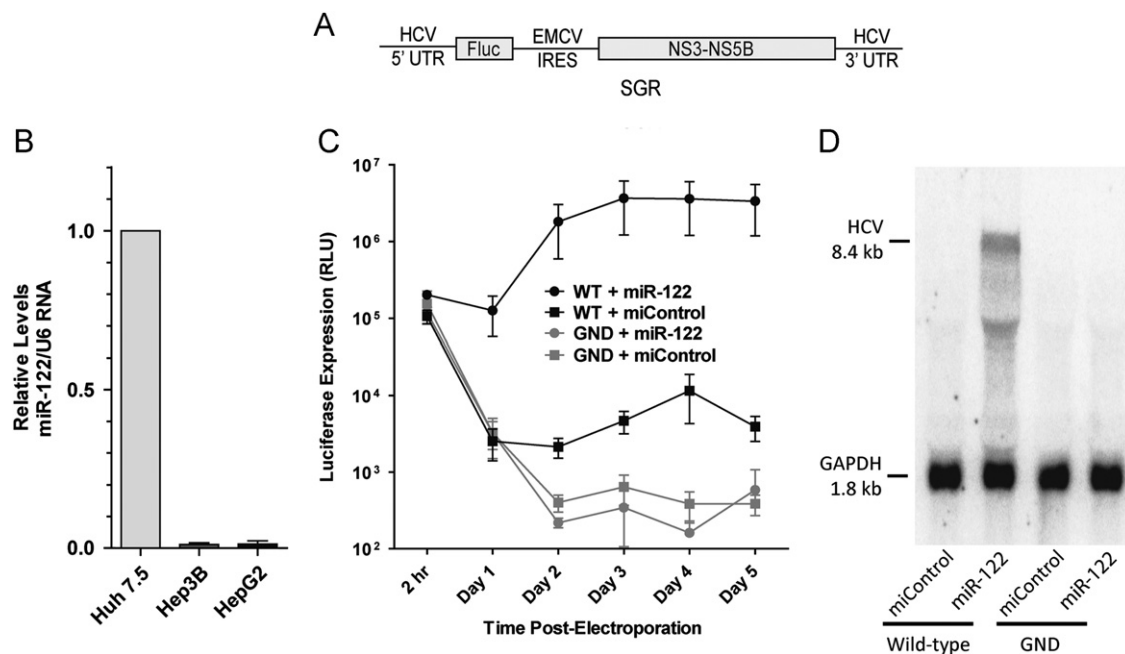 A
HCV
5' UTR
Fluc
EMCV
IRES
NS3-NS5B
HCV
3' UTR
SGR
B
Relative Levels
miR-122/U6 RNA
1.0
0.5
0.0
Huh 7.5
Hep3B
HepG2
C
Luciferase Expression (RLU)
10^7
10^6
10^5
10^4
10^3
10^2
WT + miR-122
WT + miControl
GND + miR-122
GND + miControl
2 hr
Day 1
Day 2
Day 3
Day 4
Day 5
Time Post-Electroporation
D
HCV
8.4 kb
GAPDH
1.8 kb
miControl
miR-122
miControl
miR-122
Wild-type
GND